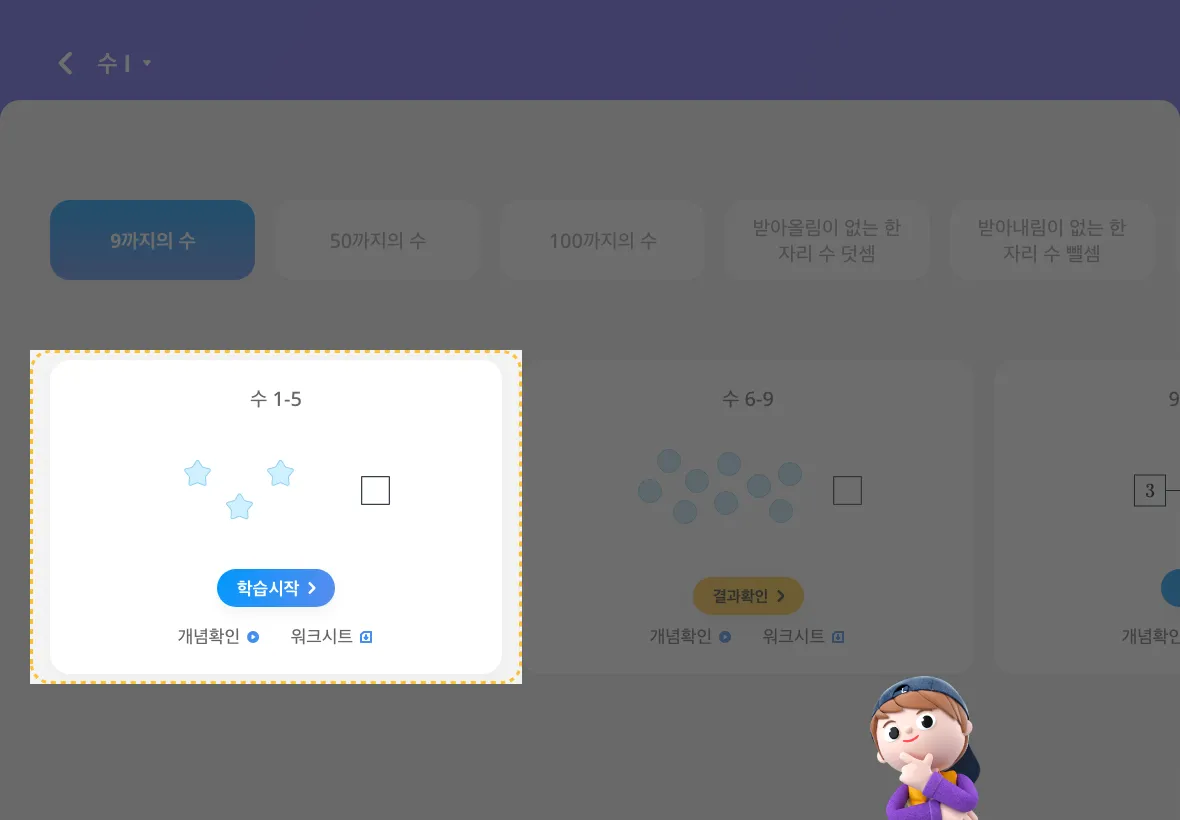 수 I
9까지의 수
50까지의 수
100까지의 수
받아올림이 없는 한
자리 수 덧셈
받아내림이 없는 한
자리 수 뺄셈
수 1-5
학습시작
개념확인
워크시트
수 6-9
결과확인
개념확인
워크시트
9
3
개념확인